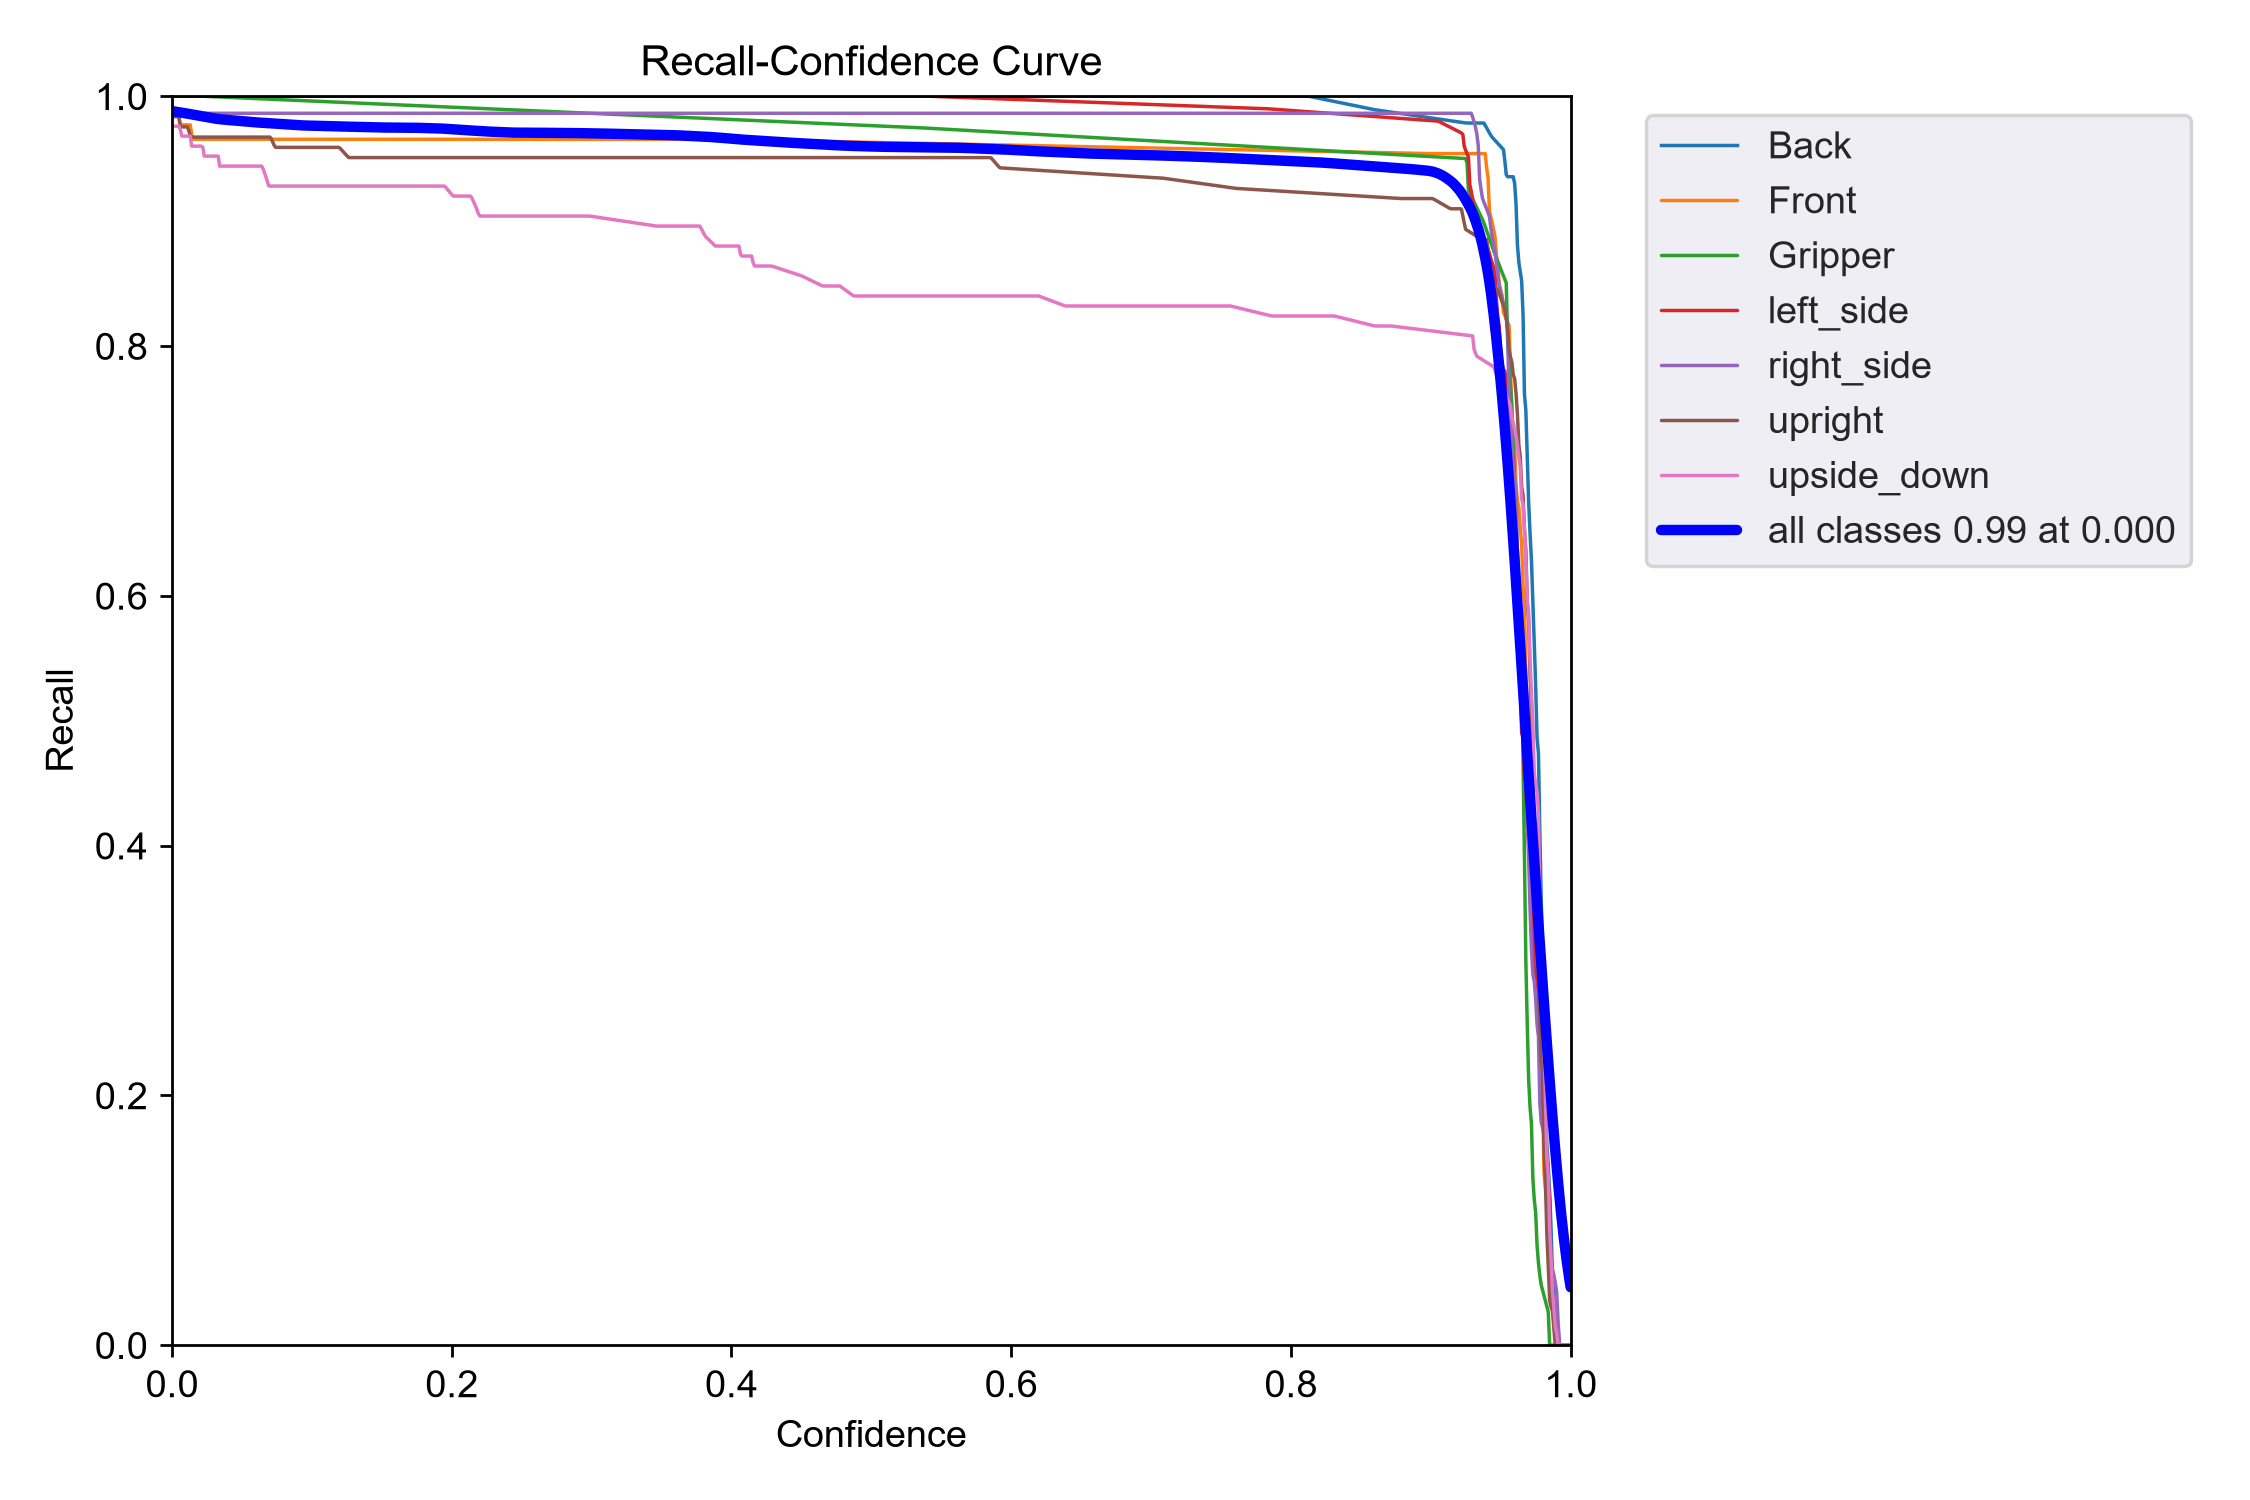 Recall-Confidence Curve
1.0
0.8
0.6
0.4
0.2
0.0
Recall
0.0 0.2 0.4 0.6 0.8 1.0
Confidence
Back
Front
Gripper
left_side
right_side
upright
upside_down
all classes 0.99 at 0.000